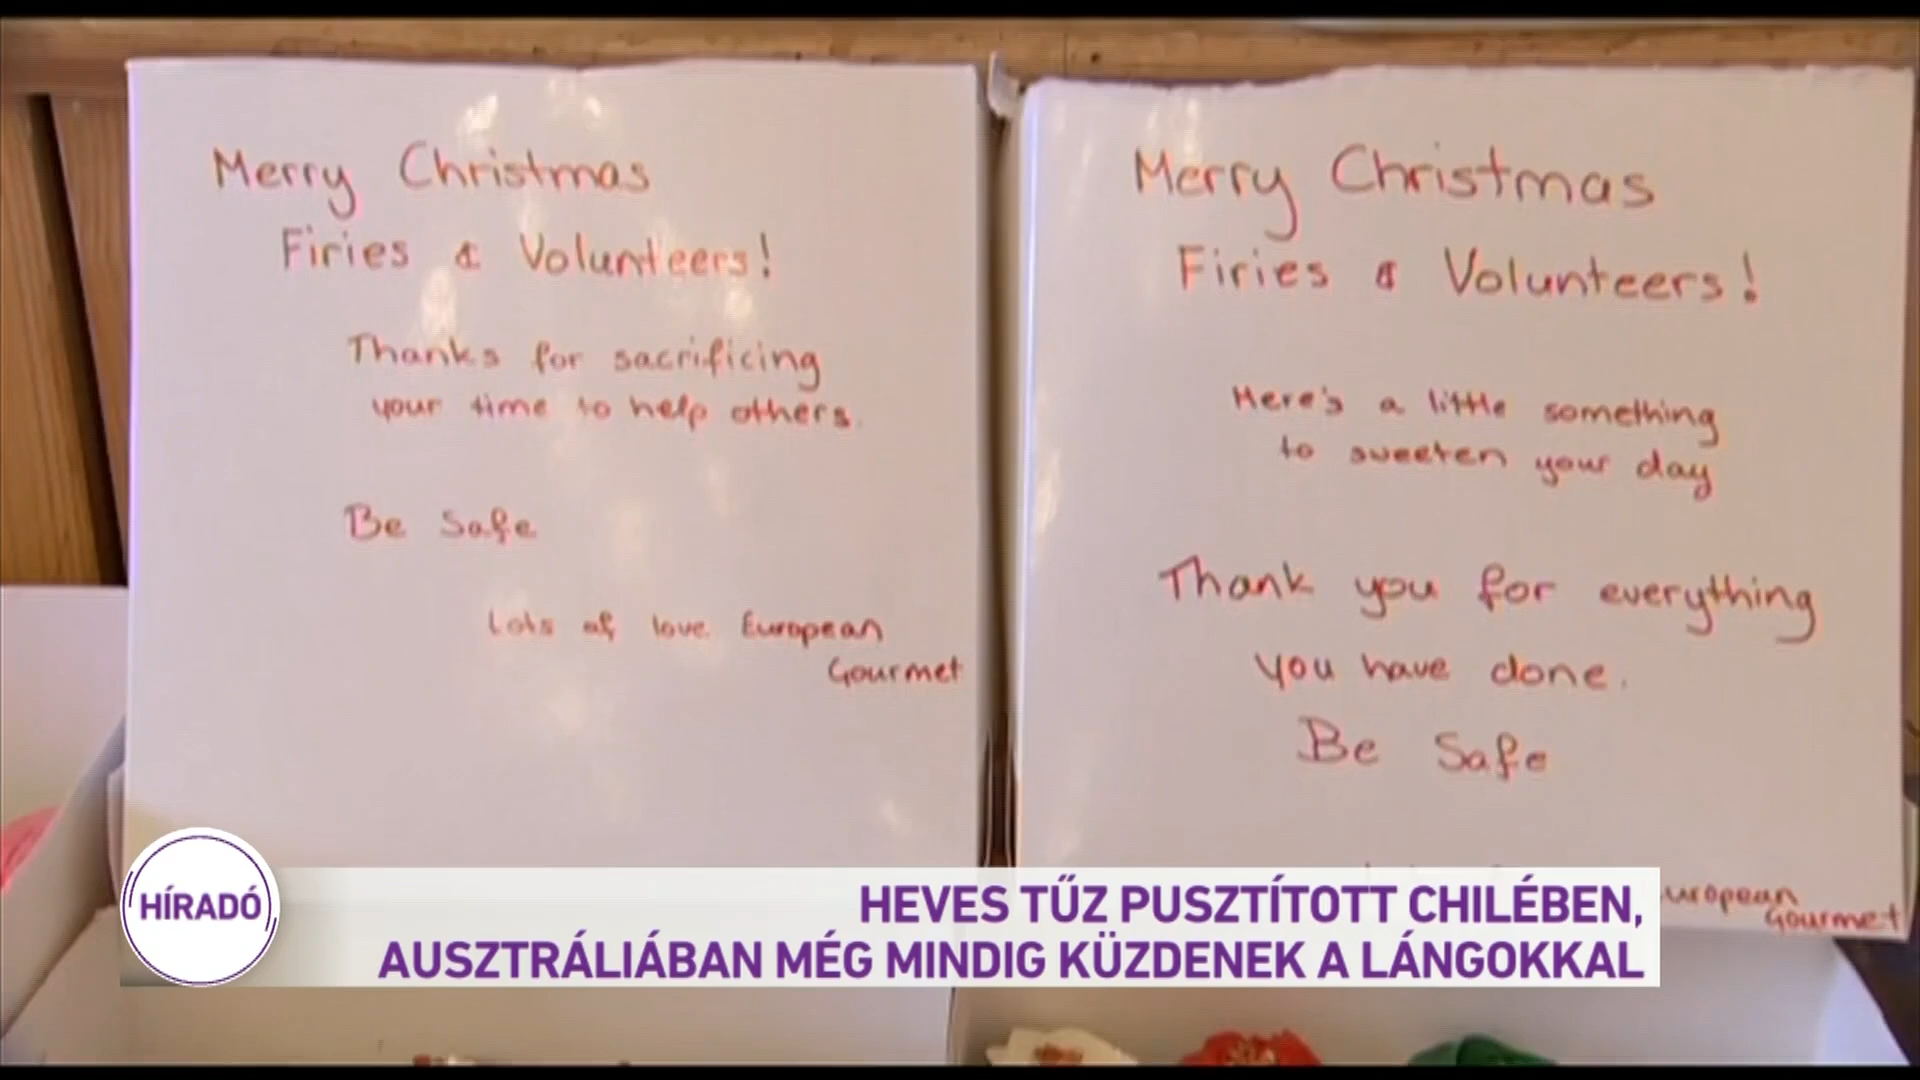 Merry Christmas
Firies & Volunteers!
Thanks for sacrificing
your time to help others.
Be Safe
Lots of love European
Gourmet
Merry Christmas
Firies & Volunteers!
Here's a little something
to sweeten your day
Thank you for everything
you have done.
Be Safe
Gourmet
HÍRADÓ
HEVES TŰZ PUSZTÍTOTT CHILÉBEN,
AUSZTRÁLIÁBAN MÉG MINDIG KÜZDENEK A LÁNGOKKAL